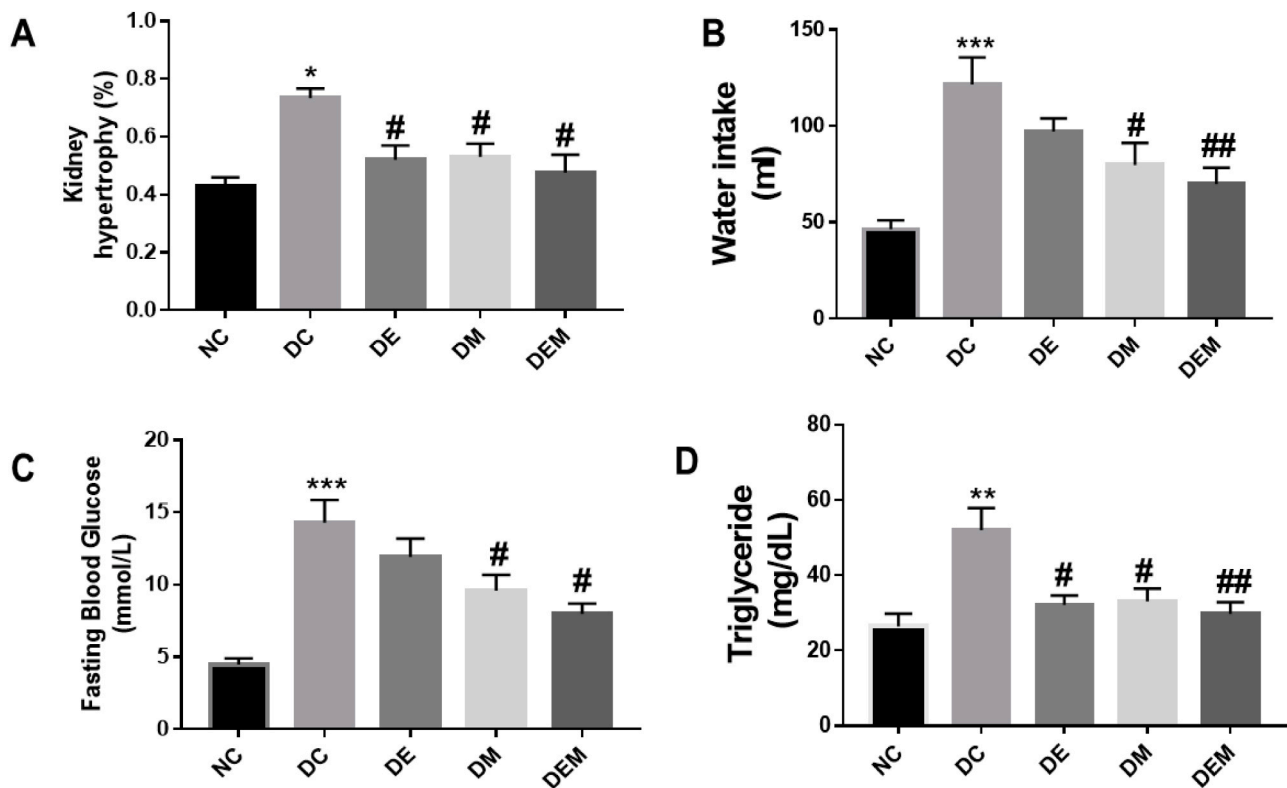 A
Kidney
hypertrophy (%)
1.0
0.8
0.6
0.4
0.2
0.0
*
#
#
#
NC
DC
DE
DM
DEM
B
Water intake
(ml)
150
100
50
0
***
#
##
NC
DC
DE
DM
DEM
C
Fasting Blood Glucose
(mmol/L)
20
15
10
5
0
***
#
#
NC
DC
DE
DM
DEM
D
Triglyceride
(mg/dL)
80
60
40
20
0
**
#
#
##
NC
DC
DE
DM
DEM